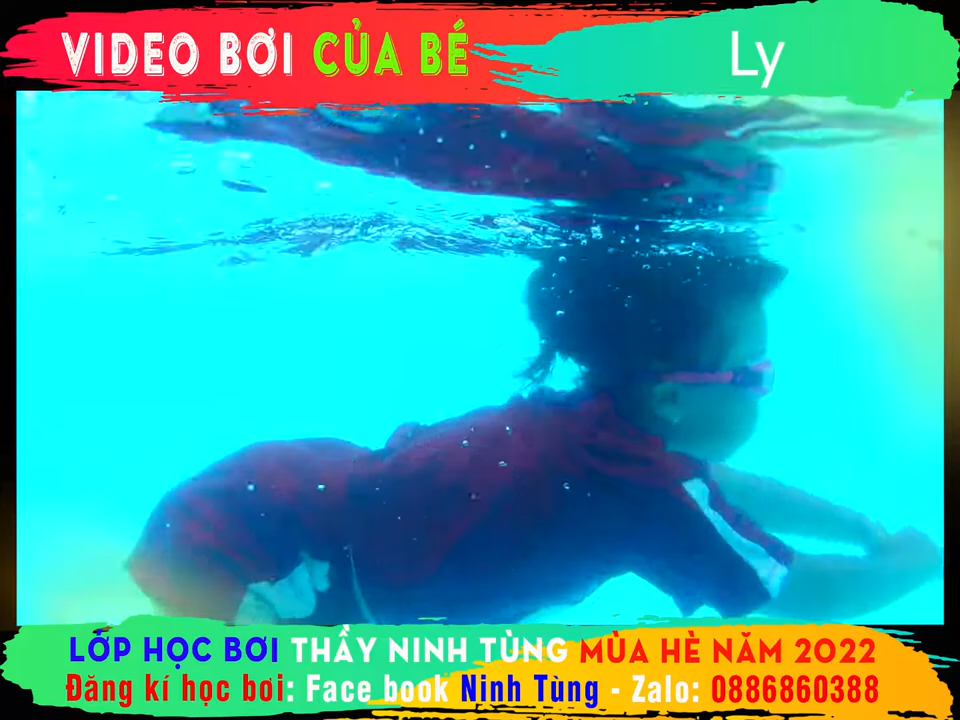 VIDEO BƠI CỦA BÉ
Ly
LỚP HỌC BƠI THẦY NINH TÙNG MÙA HÈ NĂM 2022
Đăng kí học bơi: Face book Ninh Tùng - Zalo: 0886860388